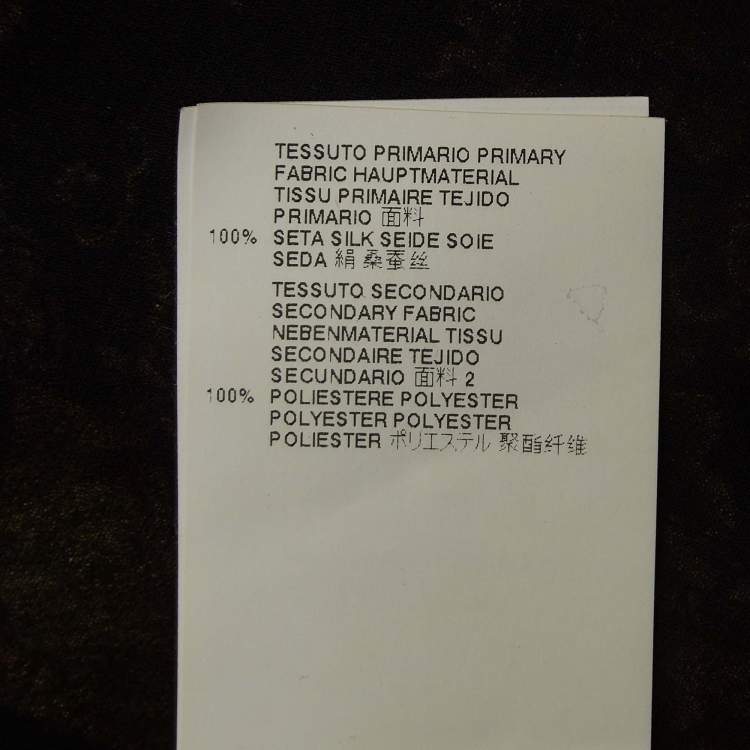 TESSUTO PRIMARIO PRIMARY
FABRIC HAUPTMATERIAL
TISSU PRIMAIRE TEJIDO
PRIMARIO 面料
100% SETA SILK SEIDE SOIE
SEDA 絹 桑蚕丝
TESSUTO SECONDARIO
SECONDARY FABRIC
NEBENMATERIAL TISSU
SECONDAIRE TEJIDO
SECUNDARIO 面料 2
100% POLIESTERE POLYESTER
POLYESTER POLYESTER
POLIESTER ポリエステル 聚酯纤维